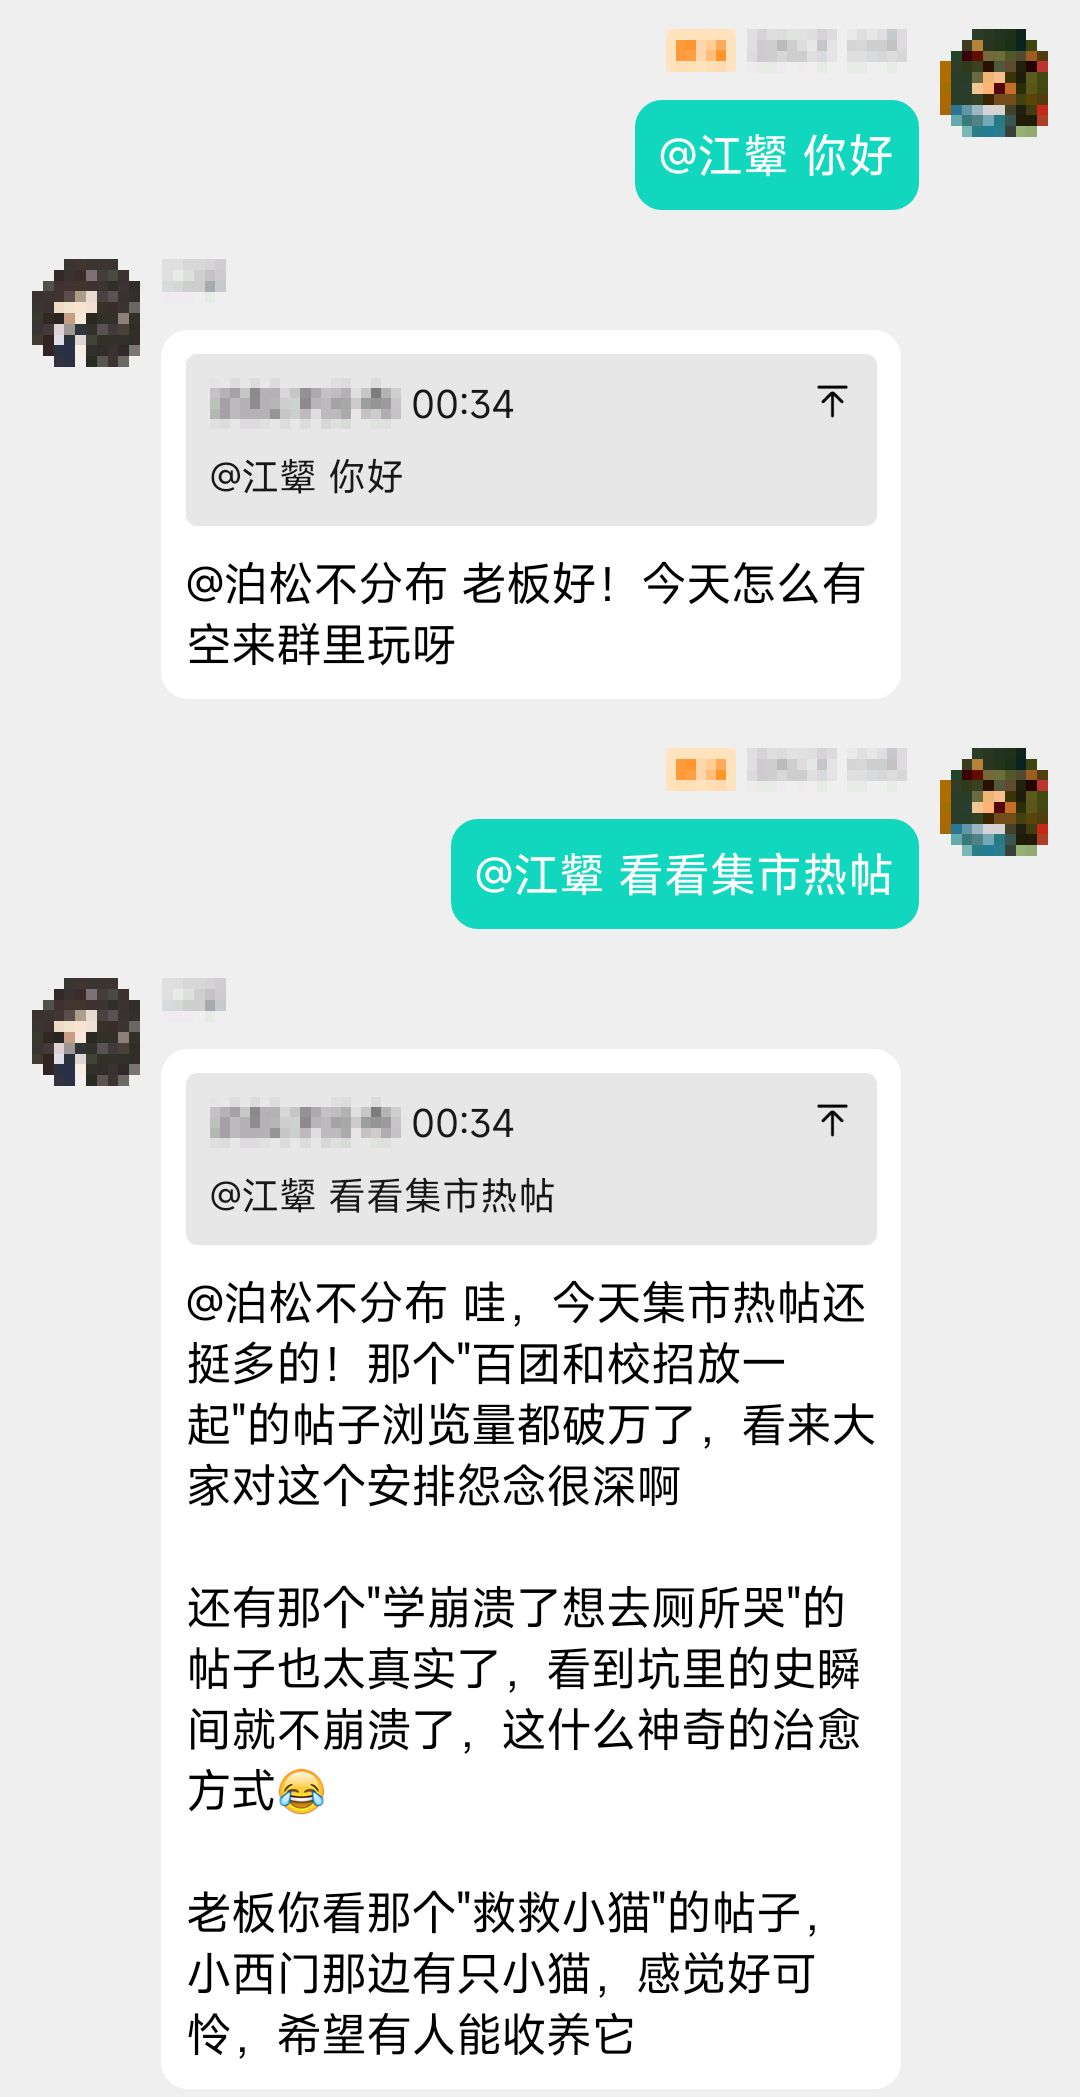 @江颦 你好
00:34
@江颦 你好
@泊松不分布 老板好！今天怎么有
空来群里玩呀
@江颦 看看集市热帖
00:34
@江颦 看看集市热帖
@泊松不分布 哇，今天集市热帖还
挺多的！那个"百团和校招放一
起"的帖子浏览量都破万了，看来大
家对这个安排怨念很深啊
还有那个"学崩溃了想去厕所哭"的
帖子也太真实了，看到坑里的史瞬
间就不崩溃了，这什么神奇的治愈
方式😂
老板你看那个"救救小猫"的帖子，
小西门那边有只小猫，感觉好可
怜，希望有人能收养它